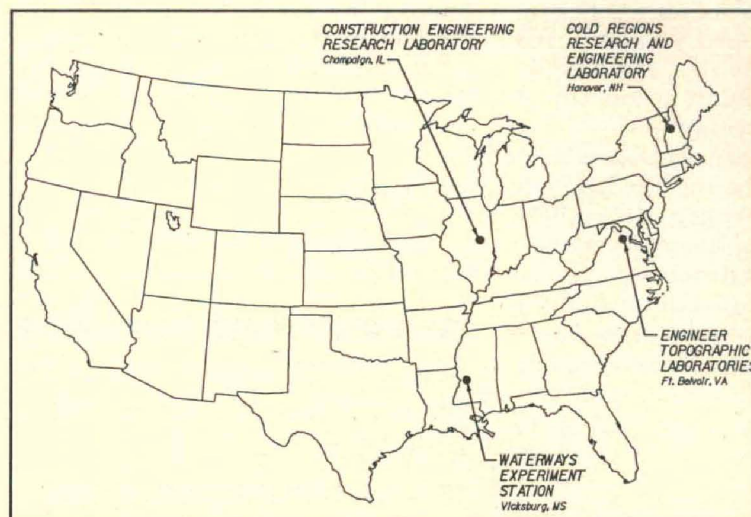 CONSTRUCTION ENGINEERING
RESEARCH LABORATORY
Champaign, IL
COLD REGIONS
RESEARCH AND
ENGINEERING
LABORATORY
Hanover, NH
ENGINEER
TOPOGRAPHIC
LABORATORIES
Ft. Belvoir, VA
WATERWAYS
EXPERIMENT
STATION
Vicksburg, MS